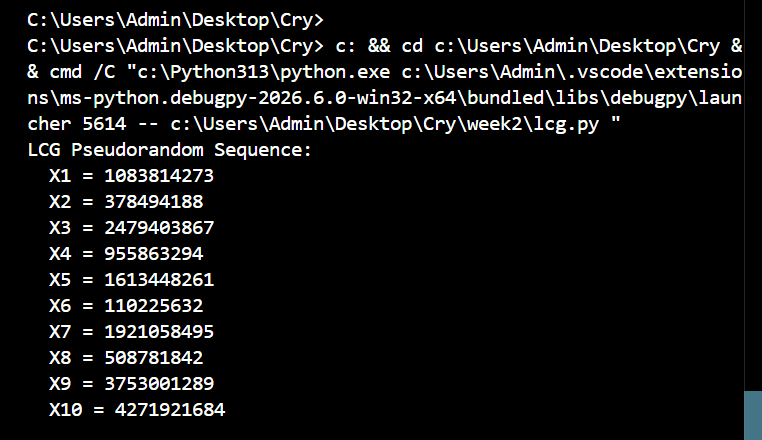 C:\Users\Admin\Desktop\Cry>
C:\Users\Admin\Desktop\Cry> c: && cd c:\Users\Admin\Desktop\Cry &
& cmd /C "c:\Python313\python.exe c:\Users\Admin\.vscode\extensio
ns\ms-python.debugpy-2026.6.0-win32-x64\bundled\libs\debugpy\laun
cher 5614 -- c:\Users\Admin\Desktop\Cry\week2\lcg.py "
LCG Pseudorandom Sequence:
  X1 = 1083814273
  X2 = 378494188
  X3 = 2479403867
  X4 = 955863294
  X5 = 1613448261
  X6 = 110225632
  X7 = 1921058495
  X8 = 508781842
  X9 = 3753001289
  X10 = 4271921684